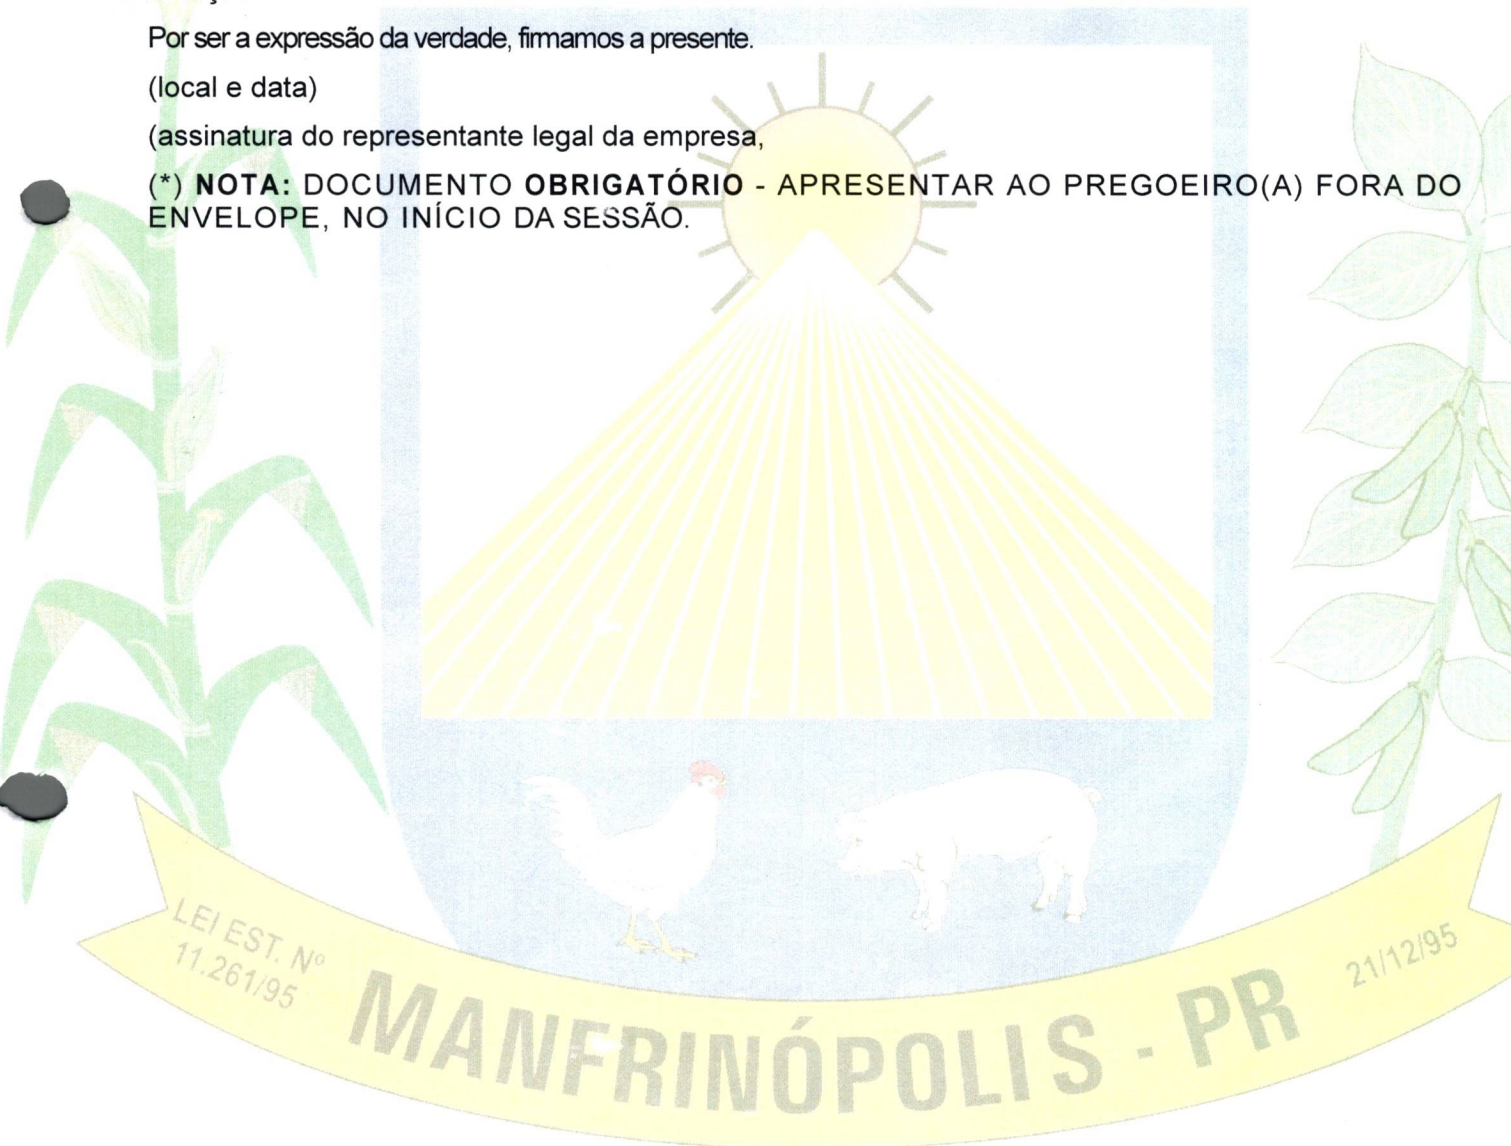 Por ser a expressão da verdade, firmamos a presente.
(local e data)
(assinatura do representante legal da empresa,
(*) NOTA: DOCUMENTO OBRIGATÓRIO - APRESENTAR AO PREGOEIRO(A) FORA DO
ENVELOPE, NO INÍCIO DA SESSÃO.
LEI EST. Nº
11.261/95
MANFRINÓPOLIS - PR
21/12/95